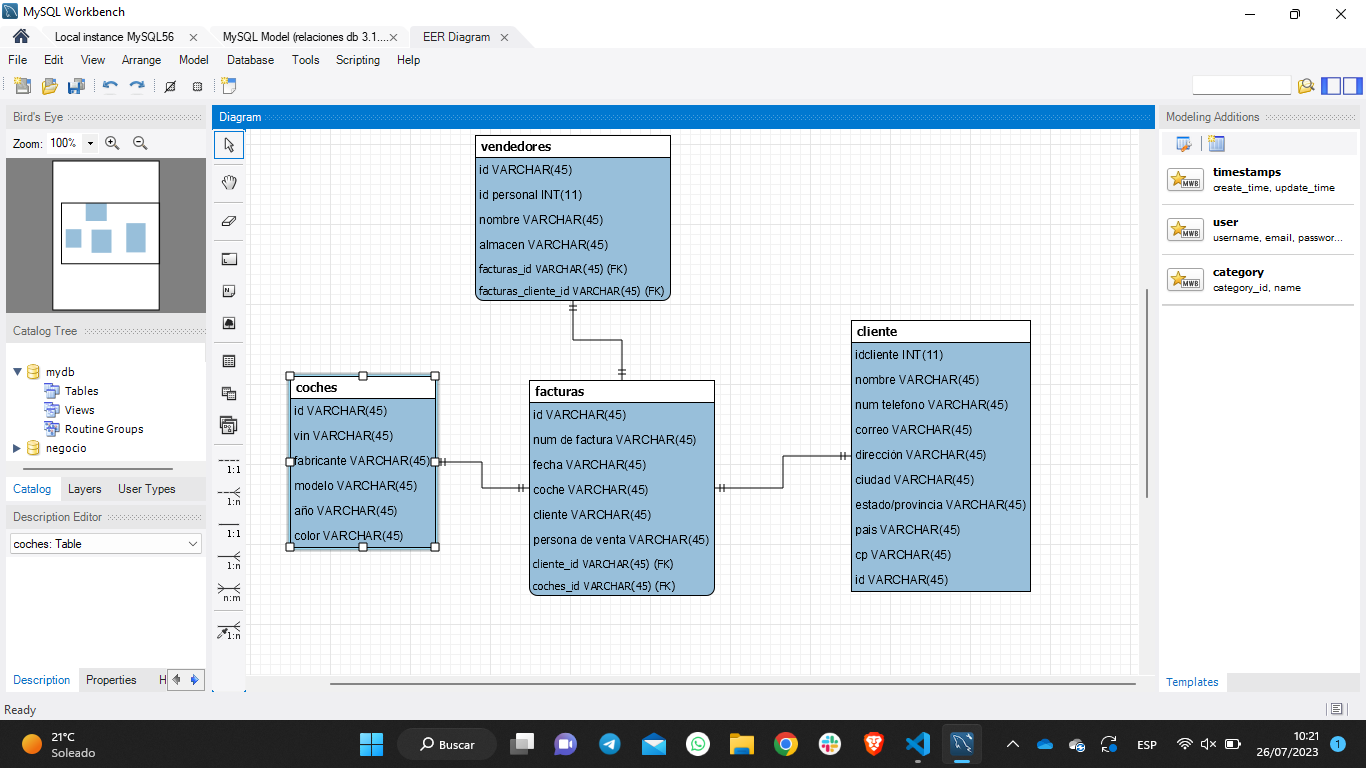 MySQL Workbench
Local instance MySQL56
MySQL Model (relaciones db 3.1....
EER Diagram
File Edit View Arrange Model Database Tools Scripting Help
Bird's Eye
Zoom: 100%
Catalog Tree
mydb
Tables
Views
Routine Groups
negocio
Catalog Layers User Types
Description Editor
coches: Table
Description Properties H
Ready
Diagram
1:1
1:n
1:1
1:n
n:m
1:n
vendedores
id VARCHAR(45)
id personal INT(11)
nombre VARCHAR(45)
almacen VARCHAR(45)
facturas_id VARCHAR(45) (FK)
facturas_cliente_id VARCHAR(45) (FK)
coches
id VARCHAR(45)
vin VARCHAR(45)
fabricante VARCHAR(45)
modelo VARCHAR(45)
año VARCHAR(45)
color VARCHAR(45)
facturas
id VARCHAR(45)
num de factura VARCHAR(45)
fecha VARCHAR(45)
coche VARCHAR(45)
cliente VARCHAR(45)
persona de venta VARCHAR(45)
cliente_id VARCHAR(45) (FK)
coches_id VARCHAR(45) (FK)
cliente
idcliente INT(11)
nombre VARCHAR(45)
num telefono VARCHAR(45)
correo VARCHAR(45)
dirección VARCHAR(45)
ciudad VARCHAR(45)
estado/provincia VARCHAR(45)
pais VARCHAR(45)
cp VARCHAR(45)
id VARCHAR(45)
Modeling Additions
MWB
timestamps
create_time, update_time
MWB
user
username, email, passwor...
MWB
category
category_id, name
Templates
21°C
Soleado
Buscar
ESP
10:21
26/07/2023
1